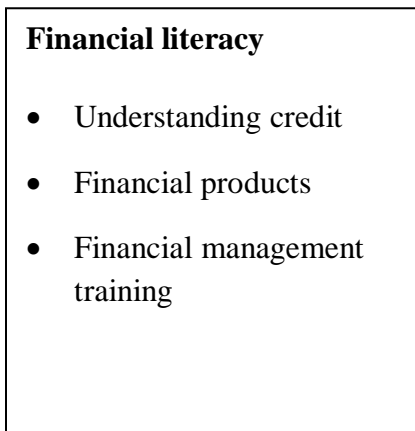 Financial literacy
• Understanding credit
• Financial products
• Financial management
training